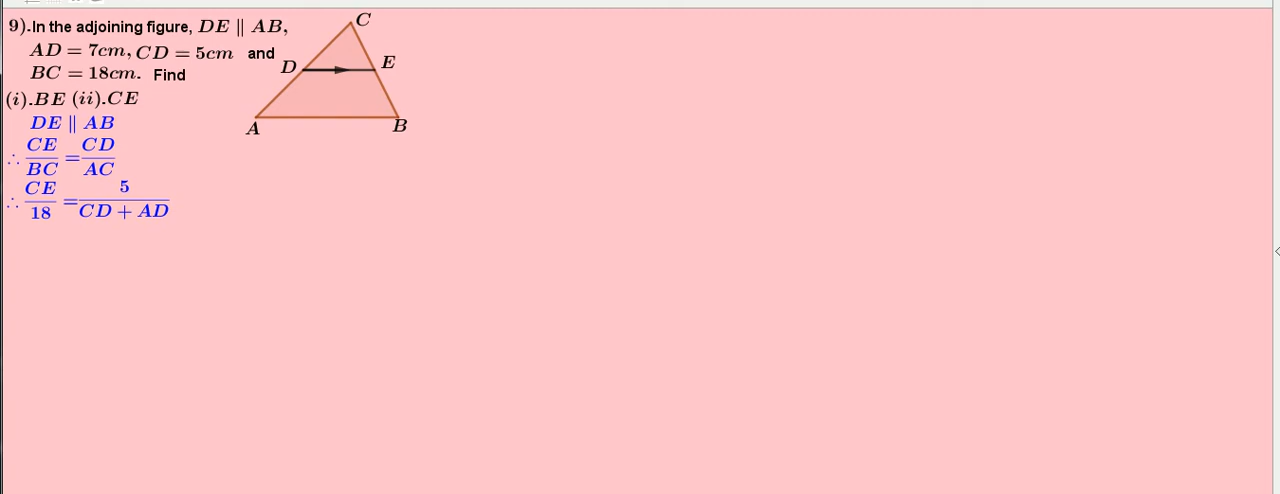 9).In the adjoining figure, DE ∥ AB,
AD = 7cm, CD = 5cm and
BC = 18cm. Find
(i).BE (ii).CE
C
D
E
A
B
DE ∥ AB
∴ CE/BC = CD/AC
∴ CE/18 = 5/(CD + AD)